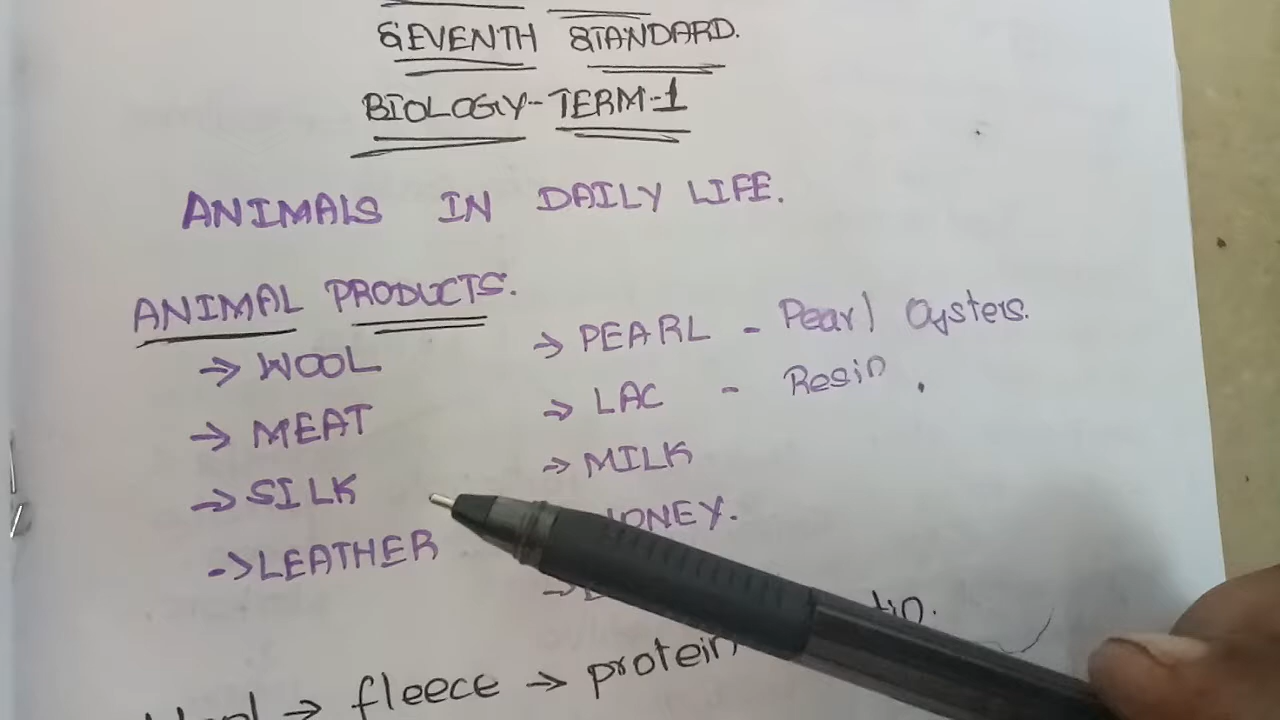 SEVENTH STANDARD.
BIOLOGY-TERM-1
ANIMALS IN DAILY LIFE.
ANIMAL PRODUCTS.
→ WOOL
→ MEAT
→ SILK
→ LEATHER
→ PEARL - Pearl Oysters.
→ LAC - Resin.
→ MILK
HONEY.
→ fleece → protein